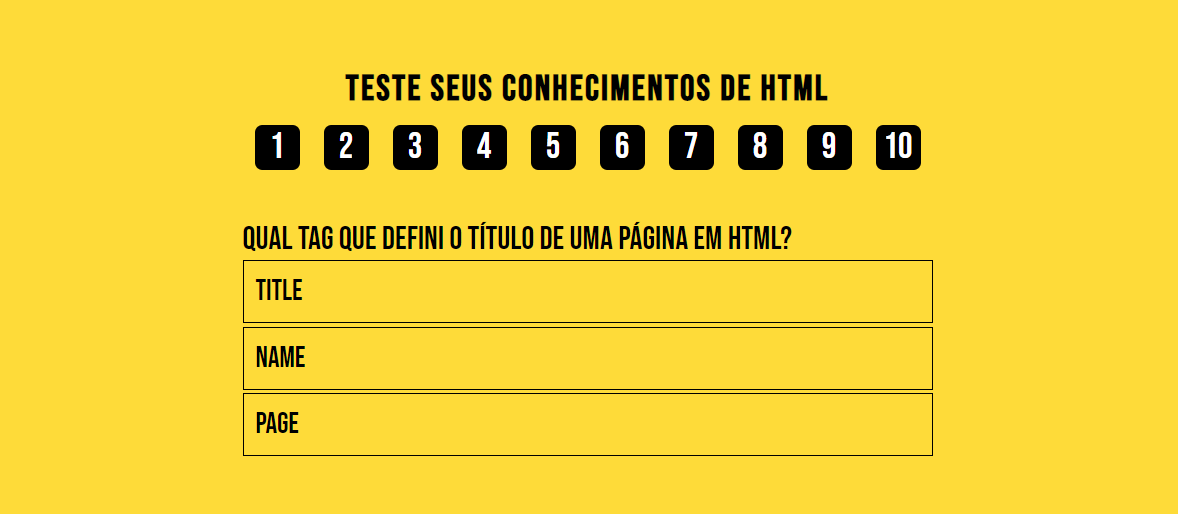 TESTE SEUS CONHECIMENTOS DE HTML
1 2 3 4 5 6 7 8 9 10
QUAL TAG QUE DEFINI O TÍTULO DE UMA PÁGINA EM HTML?
TITLE
NAME
PAGE